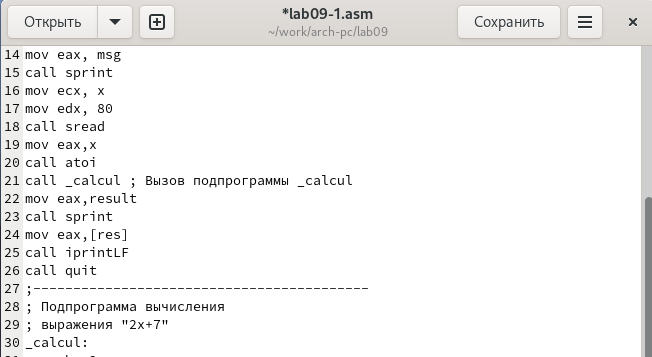 Открыть
*lab09-1.asm
~/work/arch-pc/lab09
Сохранить
14 mov eax, msg
15 call sprint
16 mov ecx, x
17 mov edx, 80
18 call sread
19 mov eax,x
20 call atoi
21 call _calcul ; Вызов подпрограммы _calcul
22 mov eax,result
23 call sprint
24 mov eax,[res]
25 call iprintLF
26 call quit
27 ;------------------------------------------
28 ; Подпрограмма вычисления
29 ; выражения "2x+7"
30 _calcul: